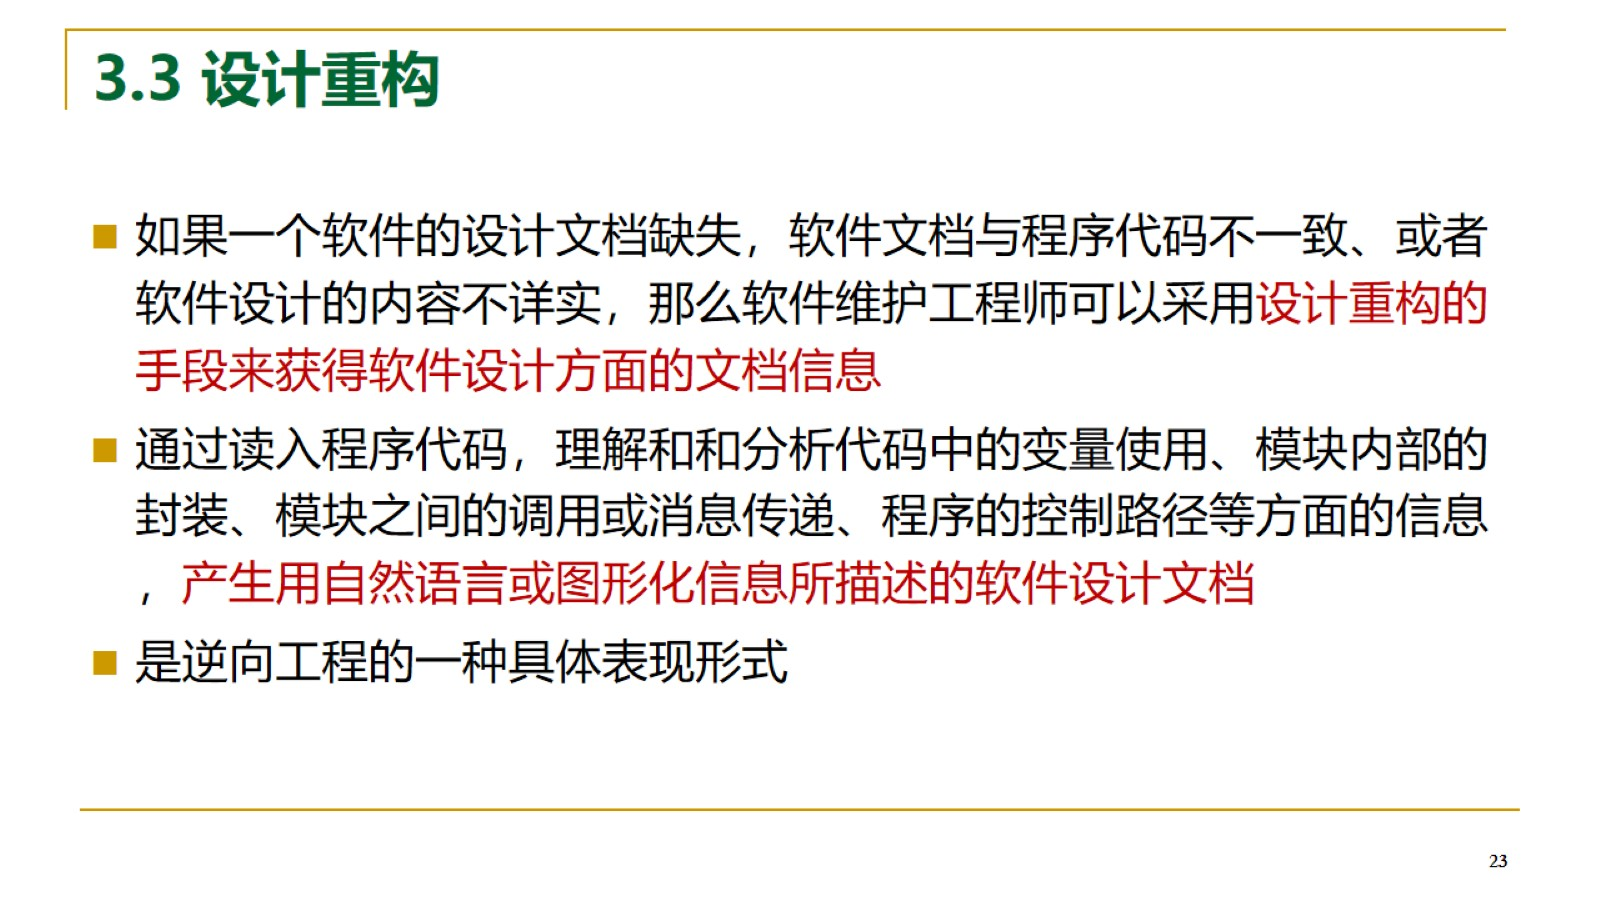 3.3 设计重构
如果一个软件的设计文档缺失，软件文档与程序代码不一致、或者
软件设计的内容不详实，那么软件维护工程师可以采用设计重构的
手段来获得软件设计方面的文档信息
通过读入程序代码，理解和和分析代码中的变量使用、模块内部的
封装、模块之间的调用或消息传递、程序的控制路径等方面的信息
，产生用自然语言或图形化信息所描述的软件设计文档
是逆向工程的一种具体表现形式
23